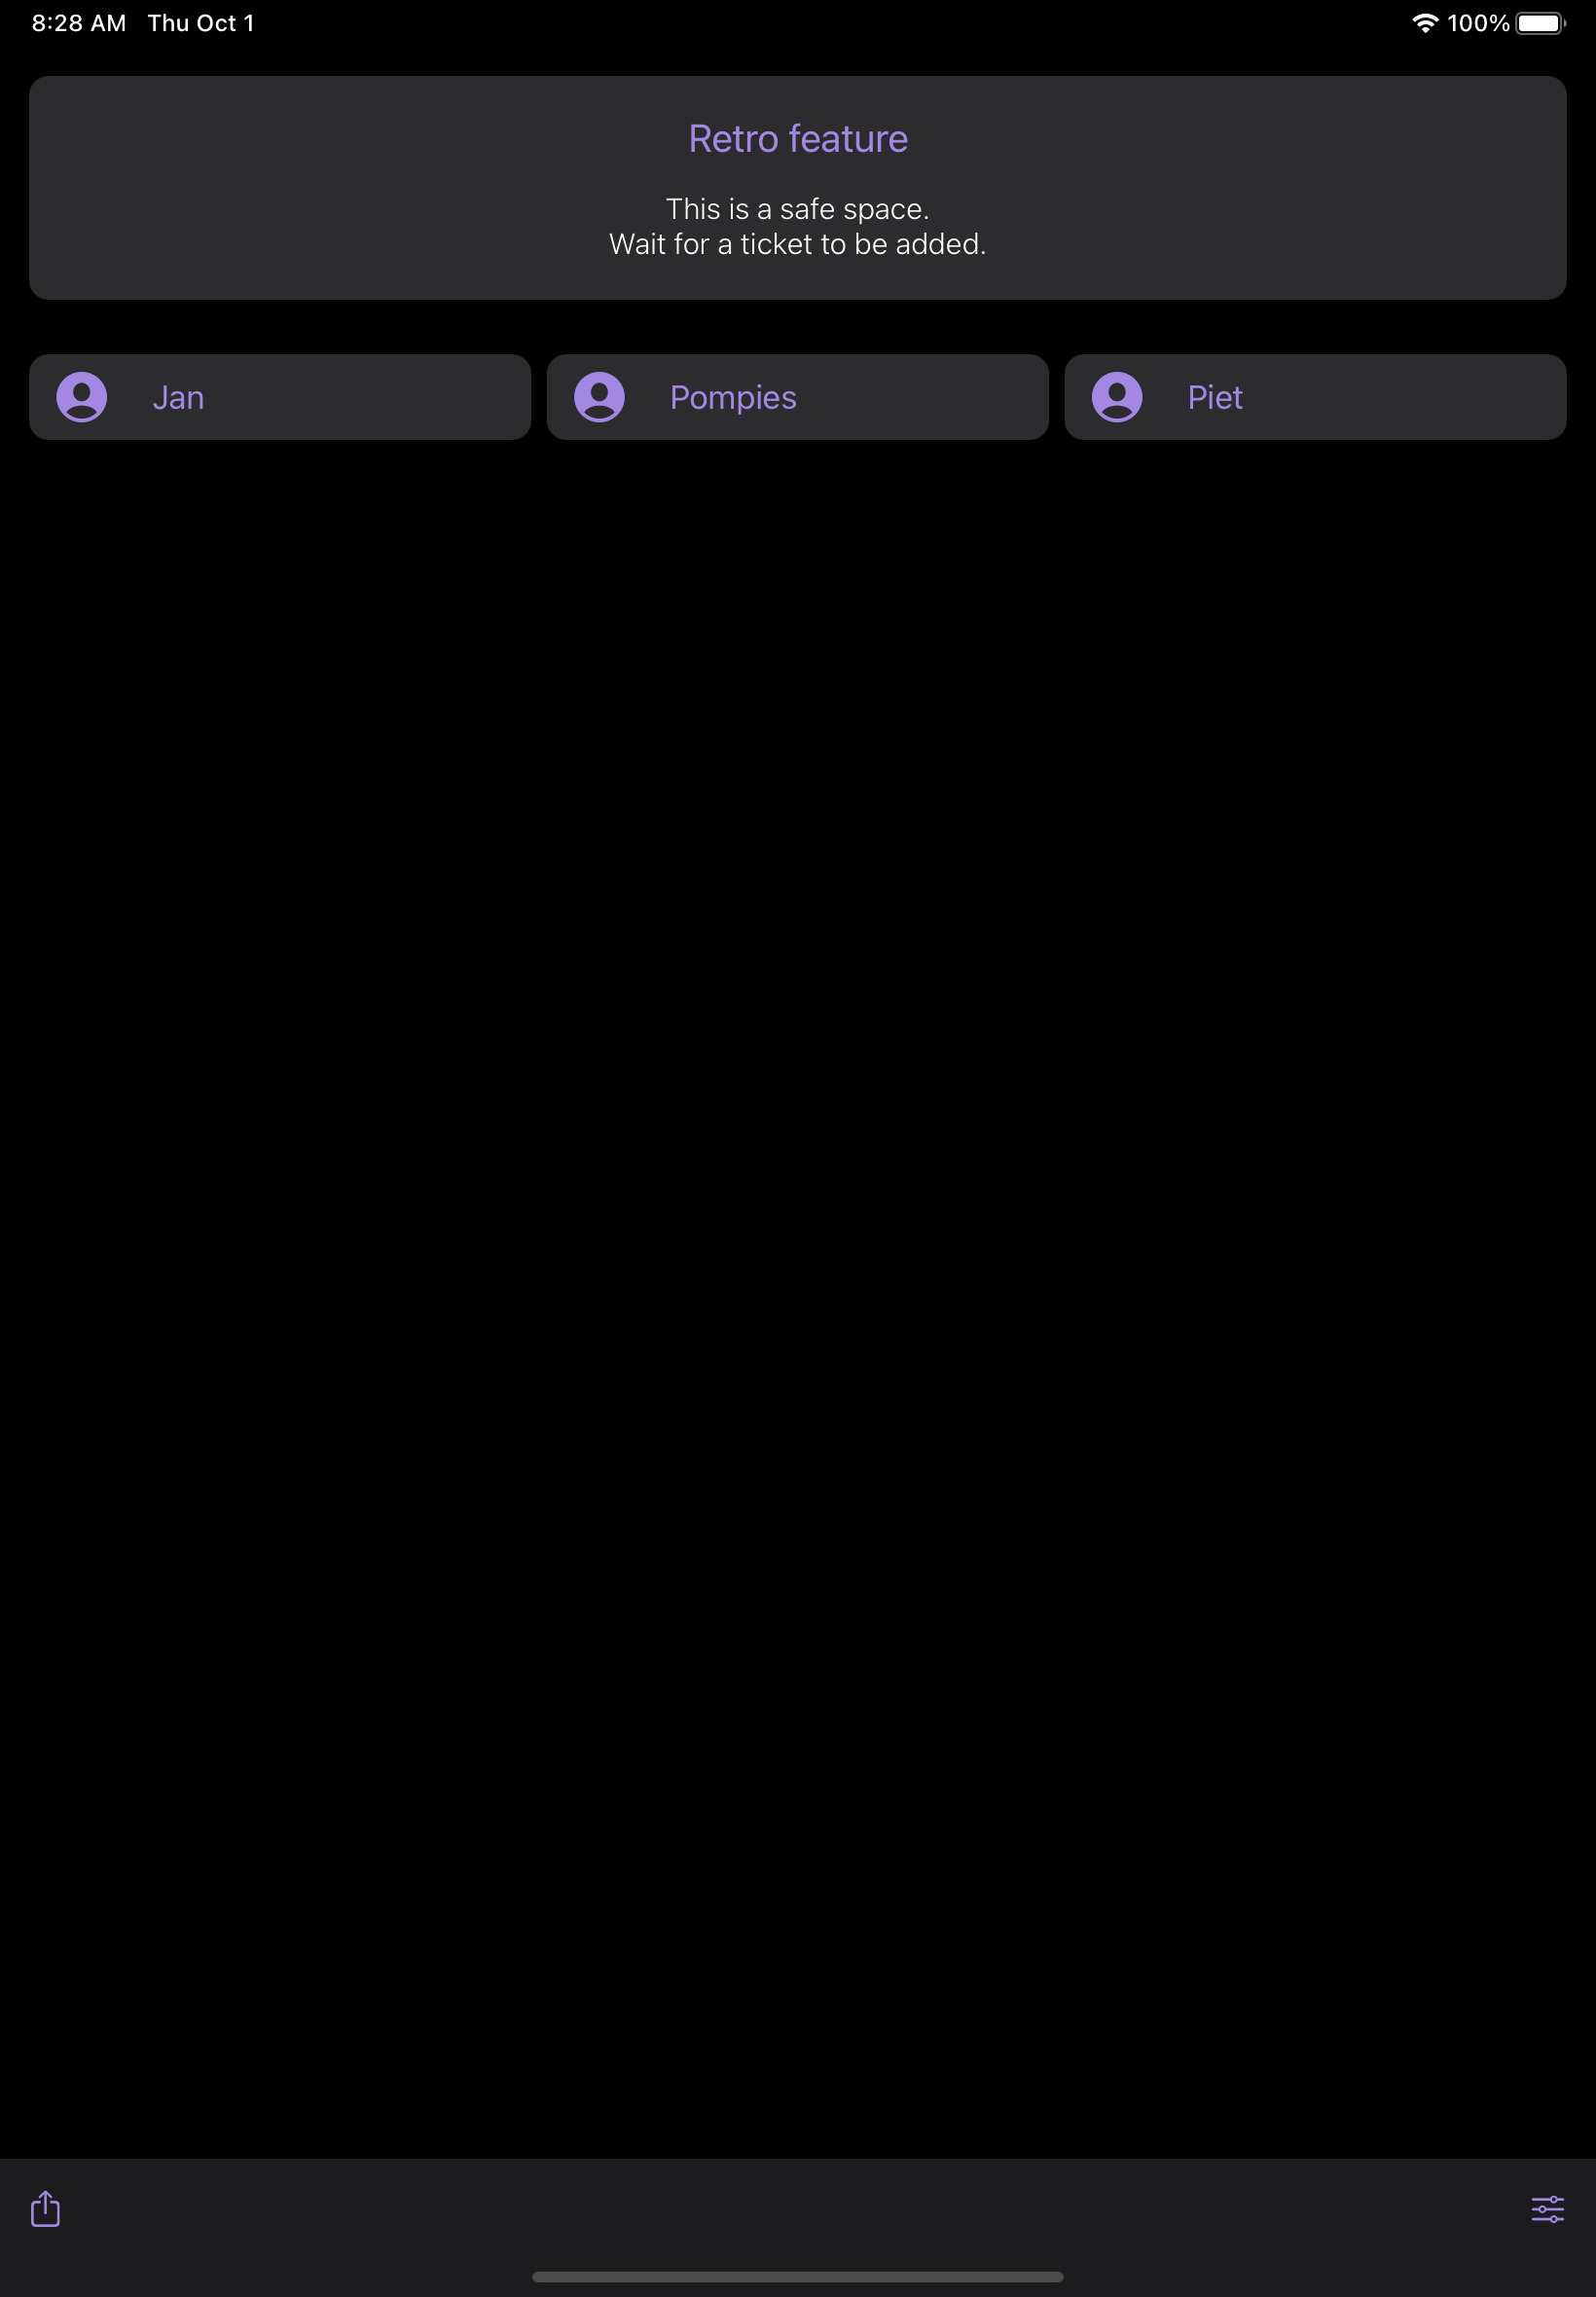 8:28 AM Thu Oct 1 100%
Retro feature
This is a safe space.
Wait for a ticket to be added.
Jan Pompies Piet